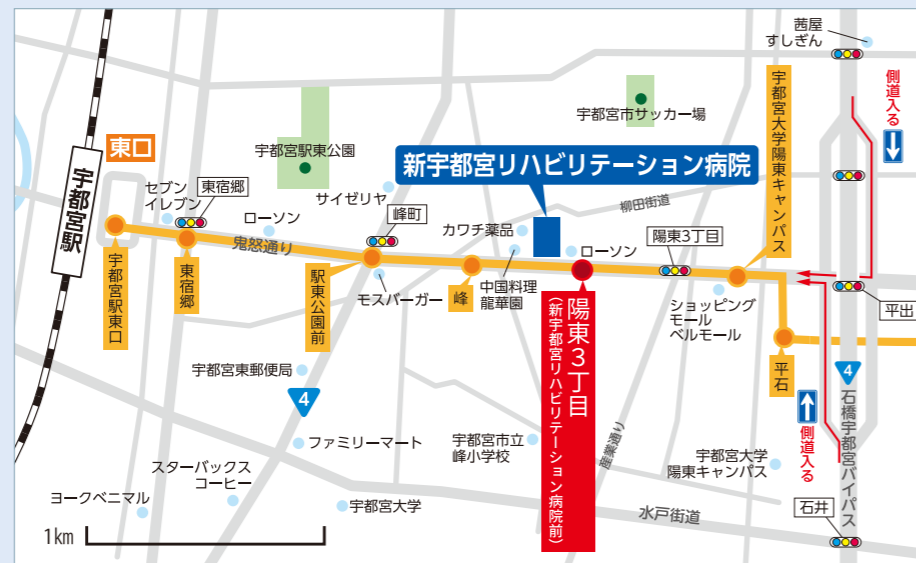 茜屋
すしぎん
側道入る
宇都宮大学陽東キャンパス
宇都宮市サッカー場
東口
宇都宮駅
宇都宮駅東公園
新宇都宮リハビリテーション病院
セブン
イレブン
東宿郷
サイゼリヤ
柳田街道
ローソン
峰町
カワチ薬品
鬼怒通り
ローソン
陽東3丁目
宇都宮駅東口
東宿郷
駅東公園前
モスバーガー
峰
中国料理
龍華園
陽東3丁目
(新宇都宮リハビリテーション病院前)
ショッピング
モール
ベルモール
平出
平石
宇都宮東郵便局
4
4
石橋宇都宮バイパス
側道入る
ファミリーマート
宇都宮市立
峰小学校
産業通り
宇都宮大学
陽東キャンパス
スターバックス
コーヒー
ヨークベニマル
宇都宮大学
水戸街道
石井
1km